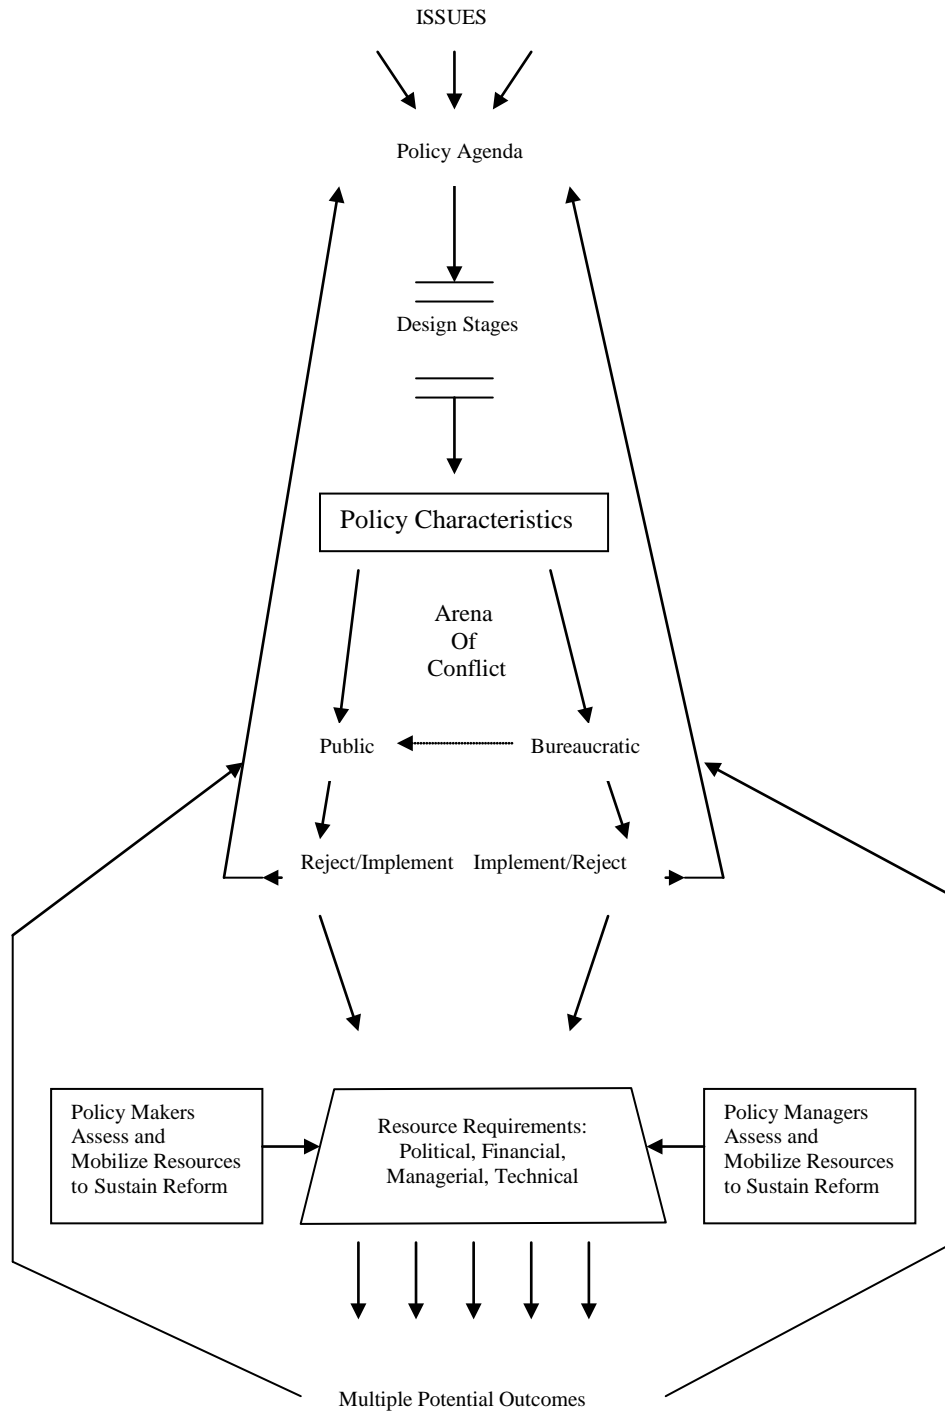 ISSUES
Policy Agenda
Design Stages
Policy Characteristics
Arena
Of
Conflict
Public
Bureaucratic
Reject/Implement
Implement/Reject
Policy Makers
Assess and
Mobilize Resources
to Sustain Reform
Resource Requirements:
Political, Financial,
Managerial, Technical
Policy Managers
Assess and
Mobilize Resources
to Sustain Reform
Multiple Potential Outcomes